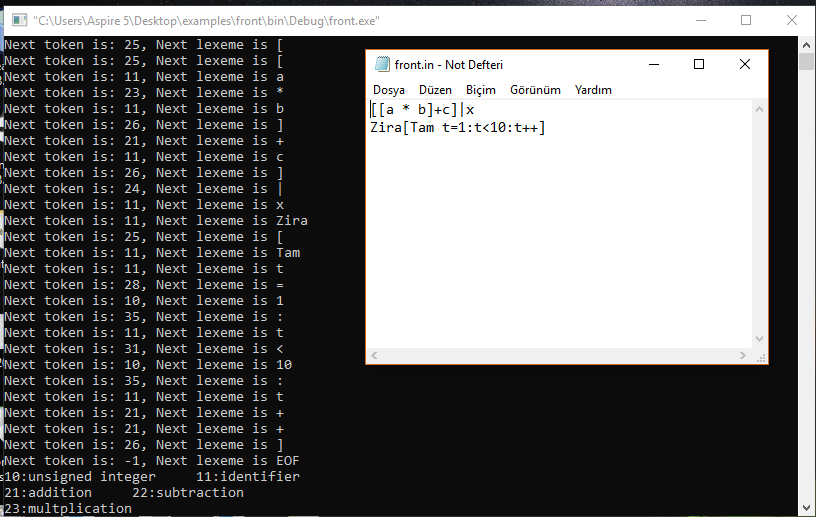 "C:\Users\Aspire 5\Desktop\examples\front\bin\Debug\front.exe"
Next token is: 25, Next lexeme is [
Next token is: 25, Next lexeme is [
Next token is: 11, Next lexeme is a
Next token is: 23, Next lexeme is *
Next token is: 11, Next lexeme is b
Next token is: 26, Next lexeme is ]
Next token is: 21, Next lexeme is +
Next token is: 11, Next lexeme is c
Next token is: 26, Next lexeme is ]
Next token is: 24, Next lexeme is |
Next token is: 11, Next lexeme is x
Next token is: 11, Next lexeme is Zira
Next token is: 25, Next lexeme is [
Next token is: 11, Next lexeme is Tam
Next token is: 11, Next lexeme is t
Next token is: 28, Next lexeme is =
Next token is: 10, Next lexeme is 1
Next token is: 35, Next lexeme is :
Next token is: 11, Next lexeme is t
Next token is: 31, Next lexeme is <
Next token is: 10, Next lexeme is 10
Next token is: 35, Next lexeme is :
Next token is: 11, Next lexeme is t
Next token is: 21, Next lexeme is +
Next token is: 21, Next lexeme is +
Next token is: 26, Next lexeme is ]
Next token is: -1, Next lexeme is EOF
10:unsigned integer     11:identifier
21:addition     22:subtraction
23:multplication
front.in - Not Defteri
Dosya Düzen Biçim Görünüm Yardım
[[a * b]+c]|x
Zira[Tam t=1:t<10:t++]